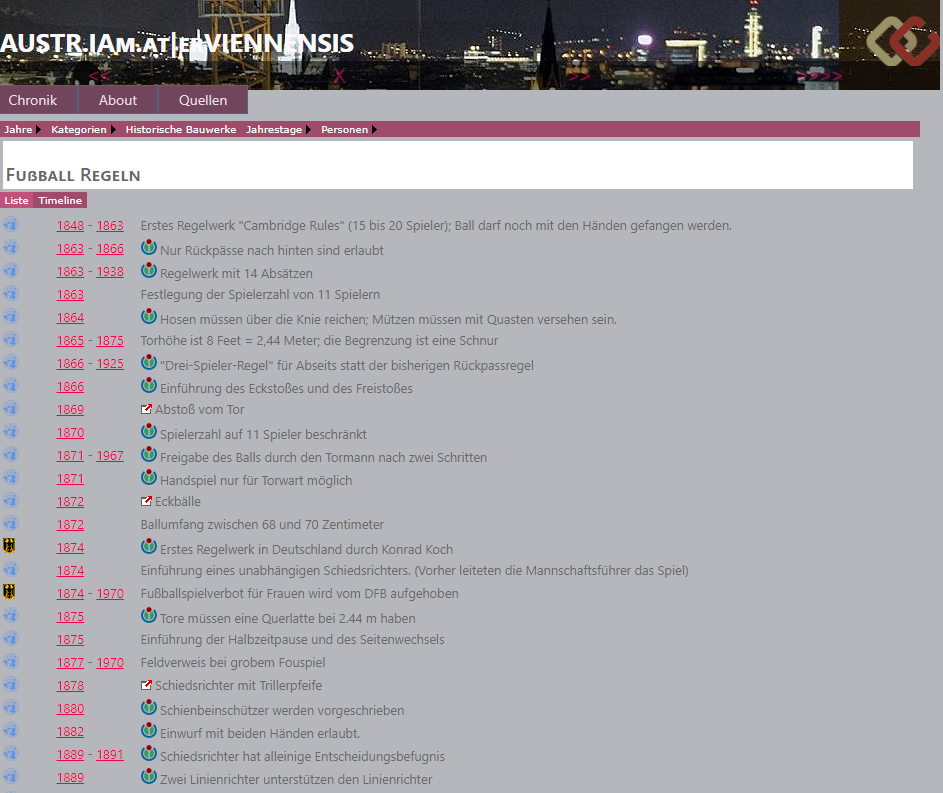 AUSTR.IAM.AT|ERVIENNENSIS
<< X >> >>>>
Chronik About Quellen
Jahre Kategorien Historische Bauwerke Jahrestage Personen
Fußball Regeln
Liste Timeline
1848 - 1863 Erstes Regelwerk "Cambridge Rules" (15 bis 20 Spieler); Ball darf noch mit den Händen gefangen werden.
1863 - 1866 Nur Rückpässe nach hinten sind erlaubt
1863 - 1938 Regelwerk mit 14 Absätzen
1863 Festlegung der Spielerzahl von 11 Spielern
1864 Hosen müssen über die Knie reichen; Mützen müssen mit Quasten versehen sein.
1865 - 1875 Torhöhe ist 8 Feet = 2,44 Meter; die Begrenzung ist eine Schnur
1866 - 1925 "Drei-Spieler-Regel" für Abseits statt der bisherigen Rückpassregel
1866 Einführung des Eckstoßes und des Freistoßes
1869 Abstoß vom Tor
1870 Spielerzahl auf 11 Spieler beschränkt
1871 - 1967 Freigabe des Balls durch den Tormann nach zwei Schritten
1871 Handspiel nur für Torwart möglich
1872 Eckbälle
1872 Ballumfang zwischen 68 und 70 Zentimeter
1874 Erstes Regelwerk in Deutschland durch Konrad Koch
1874 Einführung eines unabhängigen Schiedsrichters. (Vorher leiteten die Mannschaftsführer das Spiel)
1874 - 1970 Fußballspielverbot für Frauen wird vom DFB aufgehoben
1875 Tore müssen eine Querlatte bei 2.44 m haben
1875 Einführung der Halbzeitpause und des Seitenwechsels
1877 - 1970 Feldverweis bei grobem Fouspiel
1878 Schiedsrichter mit Trillerpfeife
1880 Schienbeinschützer werden vorgeschrieben
1882 Einwurf mit beiden Händen erlaubt.
1889 - 1891 Schiedsrichter hat alleinige Entscheidungsbefugnis
1889 Zwei Linienrichter unterstützen den Linienrichter